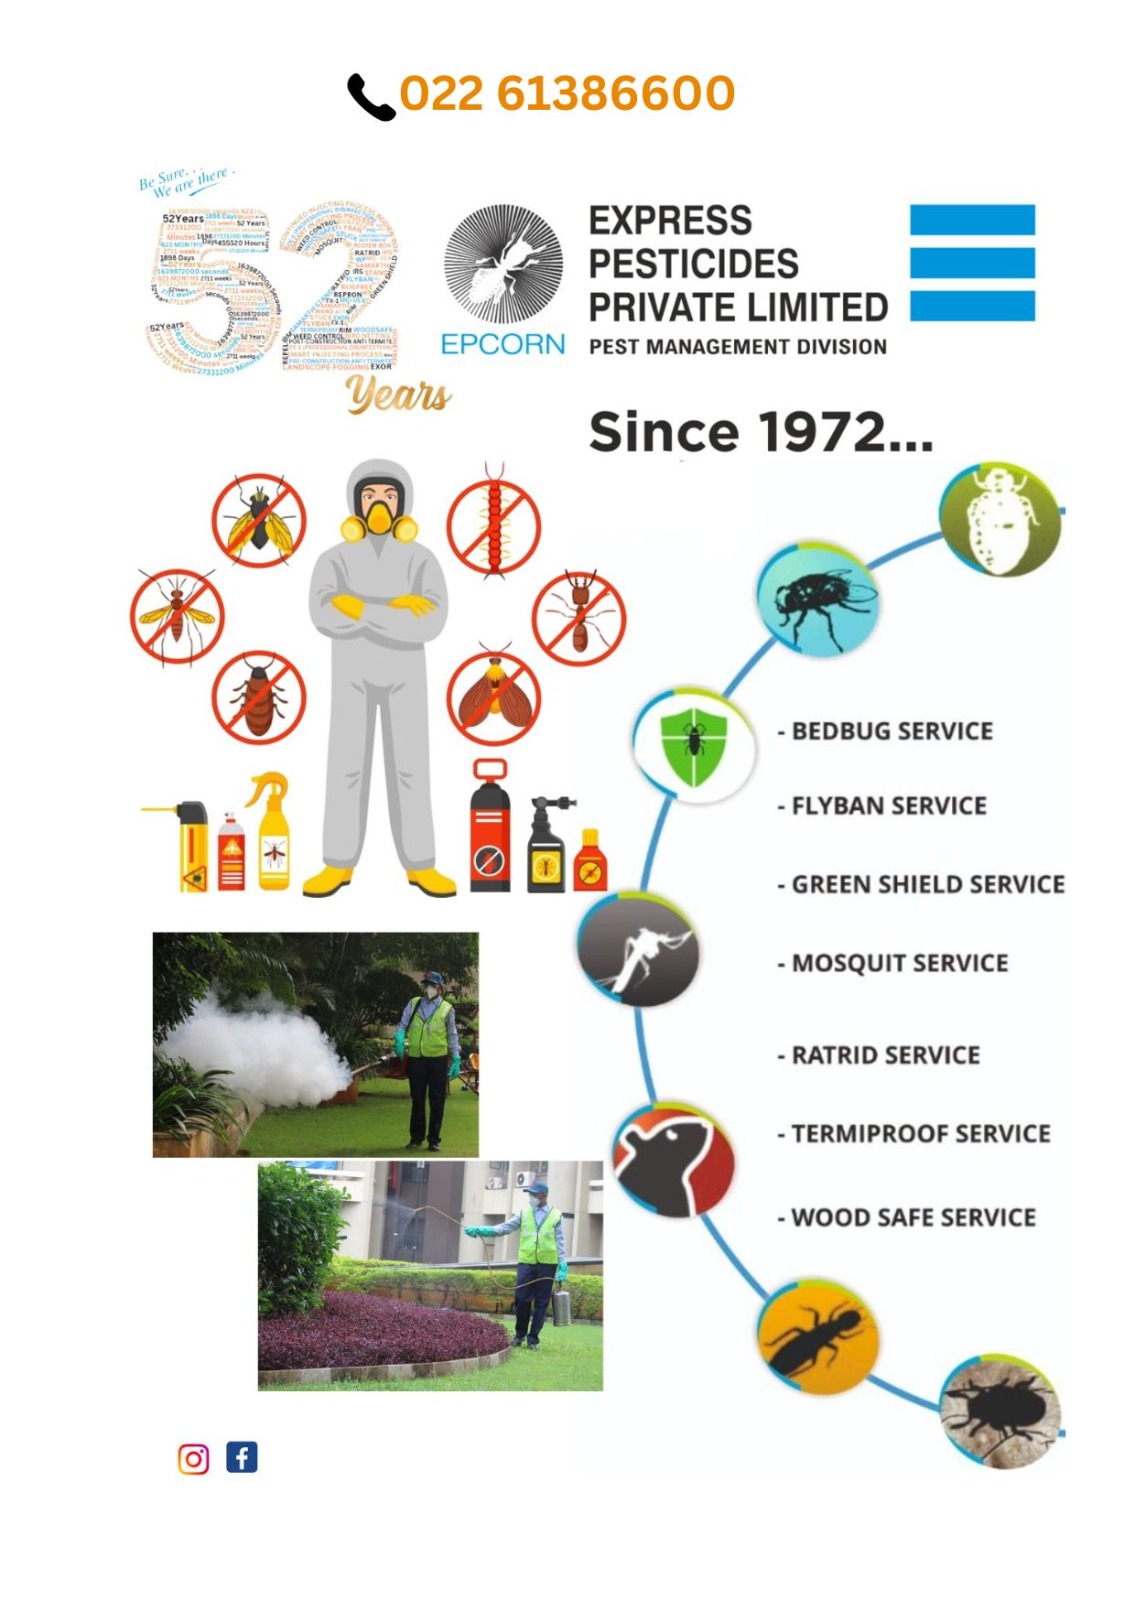 022 61386600
Be Sure. . .
We are there .
52
Years
EPCORN
EXPRESS
PESTICIDES
PRIVATE LIMITED
PEST MANAGEMENT DIVISION
Since 1972...
- BEDBUG SERVICE
- FLYBAN SERVICE
- GREEN SHIELD SERVICE
- MOSQUIT SERVICE
- RATRID SERVICE
- TERMIPROOF SERVICE
- WOOD SAFE SERVICE